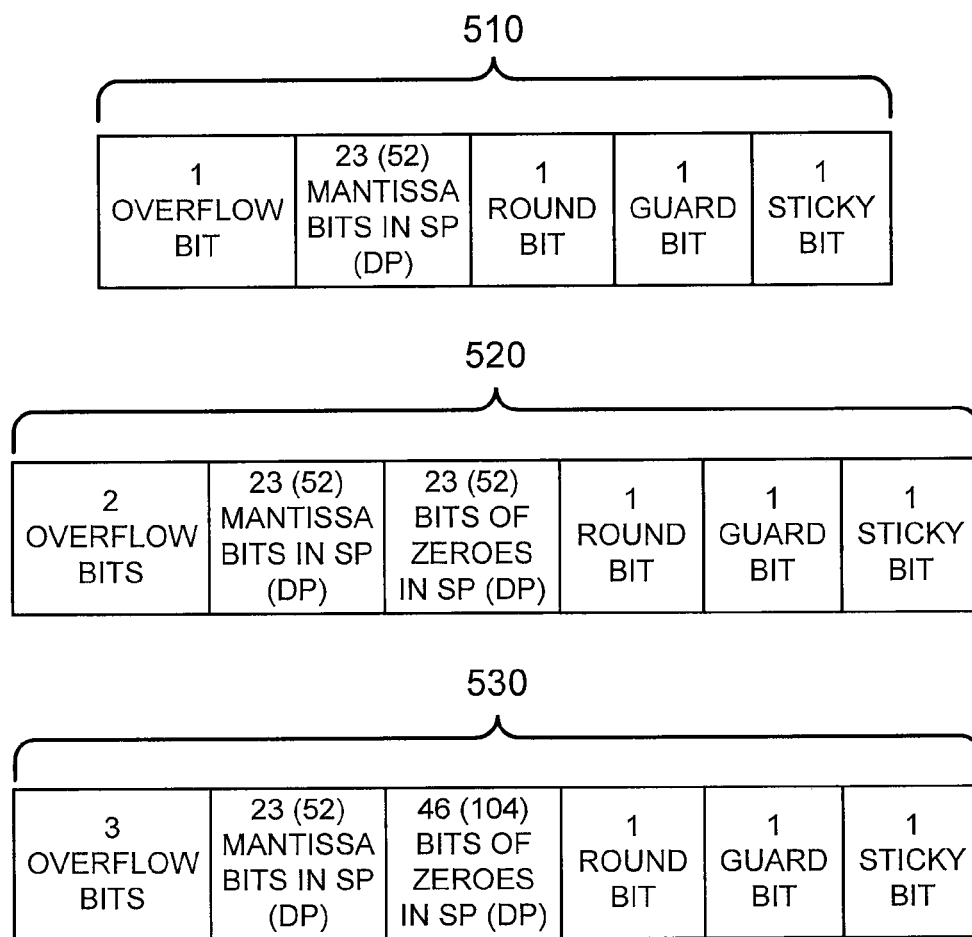 510
1
OVERFLOW
BIT
23 (52)
MANTISSA
BITS IN SP
(DP)
1
ROUND
BIT
1
GUARD
BIT
1
STICKY
BIT
520
2
OVERFLOW
BITS
23 (52)
MANTISSA
BITS IN SP
(DP)
23 (52)
BITS OF
ZEROES
IN SP (DP)
1
ROUND
BIT
1
GUARD
BIT
1
STICKY
BIT
530
3
OVERFLOW
BITS
23 (52)
MANTISSA
BITS IN SP
(DP)
46 (104)
BITS OF
ZEROES
IN SP (DP)
1
ROUND
BIT
1
GUARD
BIT
1
STICKY
BIT